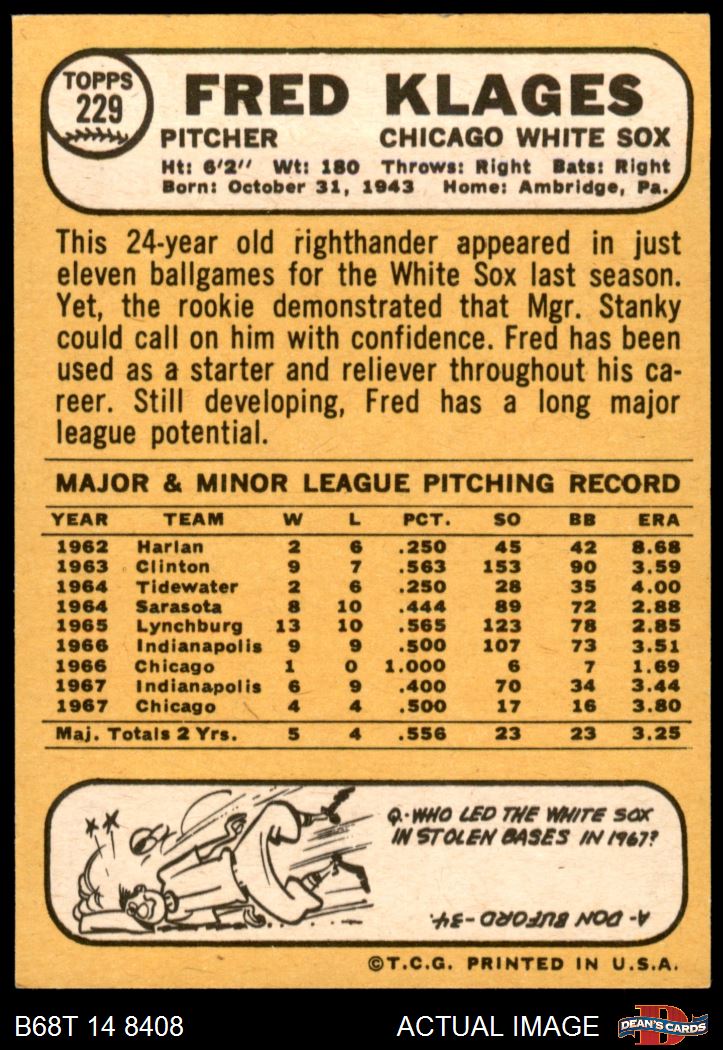 TOPPS
229
FRED KLAGES
PITCHER CHICAGO WHITE SOX
Ht: 6'2'' Wt: 180 Throws: Right Bats: Right
Born: October 31, 1943 Home: Ambridge, Pa.
This 24-year old righthander appeared in just
eleven ballgames for the White Sox last season.
Yet, the rookie demonstrated that Mgr. Stanky
could call on him with confidence. Fred has been
used as a starter and reliever throughout his ca-
reer. Still developing, Fred has a long major
league potential.
MAJOR & MINOR LEAGUE PITCHING RECORD
YEAR TEAM W L PCT. SO BB ERA
1962 Harlan 2 6 .250 45 42 8.68
1963 Clinton 9 7 .563 153 90 3.59
1964 Tidewater 2 6 .250 28 35 4.00
1964 Sarasota 8 10 .444 89 72 2.88
1965 Lynchburg 13 10 .565 123 78 2.85
1966 Indianapolis 9 9 .500 107 73 3.51
1966 Chicago 1 0 1.000 6 7 1.69
1967 Indianapolis 6 9 .400 70 34 3.44
1967 Chicago 4 4 .500 17 16 3.80
Maj. Totals 2 Yrs. 5 4 .556 23 23 3.25
Q.-WHO LED THE WHITE SOX
IN STOLEN BASES IN 1967?
A- DON BUFORD-34.
©T.C.G. PRINTED IN U.S.A.
B68T 14 8408 ACTUAL IMAGE
D
DEAN'S CARDS